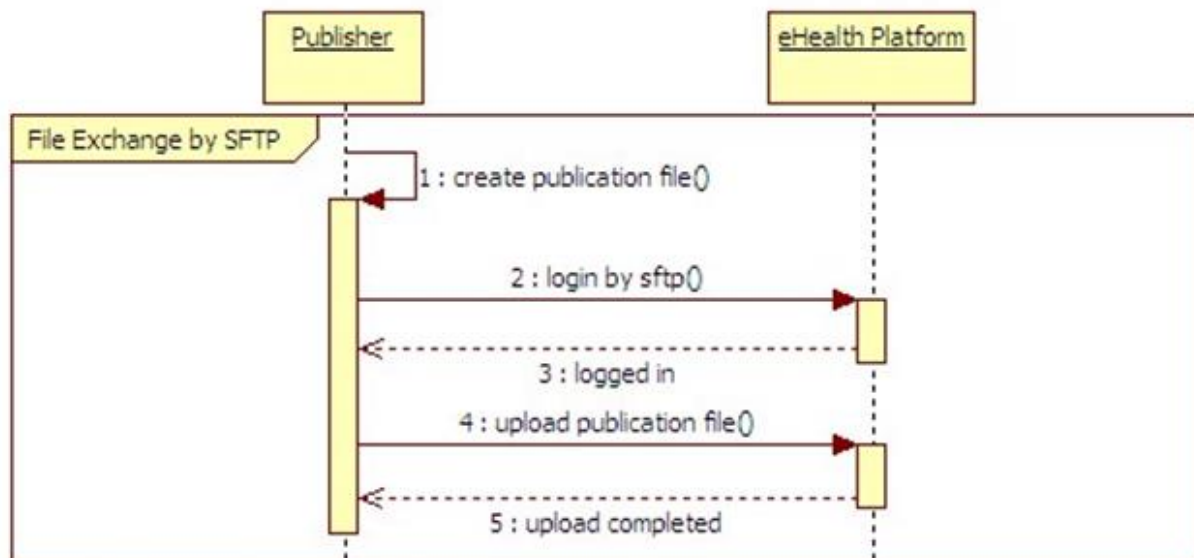 Publisher
eHealth Platform
File Exchange by SFTP
1 : create publication file()
2 : login by sftp()
3 : logged in
4 : upload publication file()
5 : upload completed